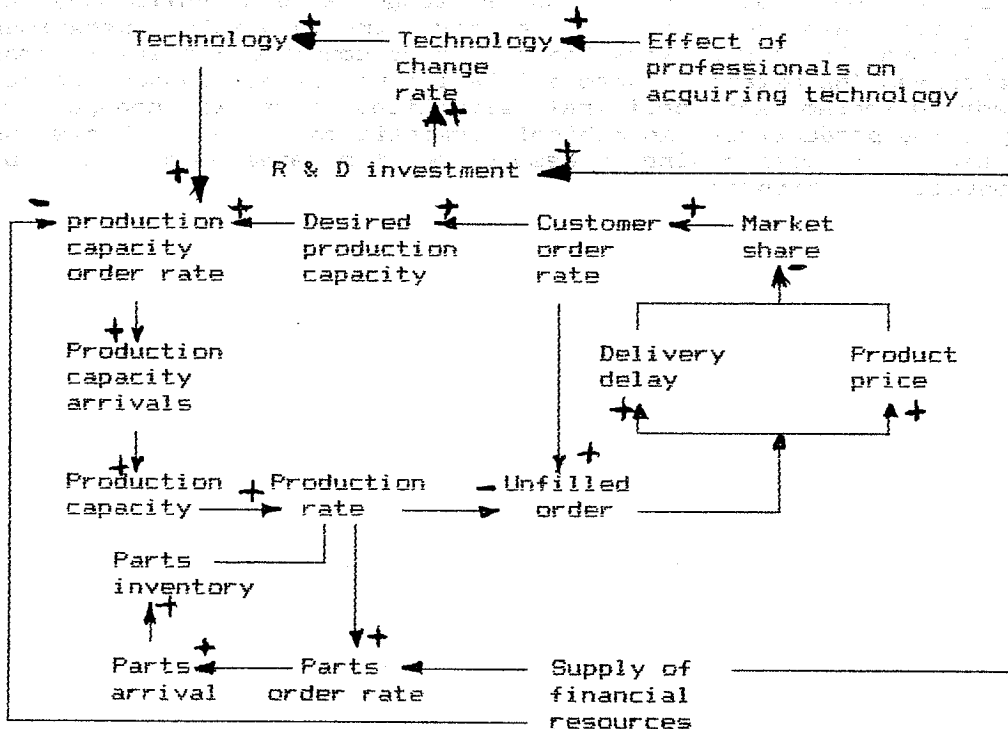 Technology
Technology
change
rate
Effect of
professionals on
acquiring technology
R & D investment
production
capacity
order rate
Desired
production
capacity
Customer
order
rate
Market
share
Production
capacity
arrivals
Delivery
delay
Product
price
Production
capacity
Production
rate
Unfilled
order
Parts
inventory
Parts
arrival
Parts
order rate
Supply of
financial
resources